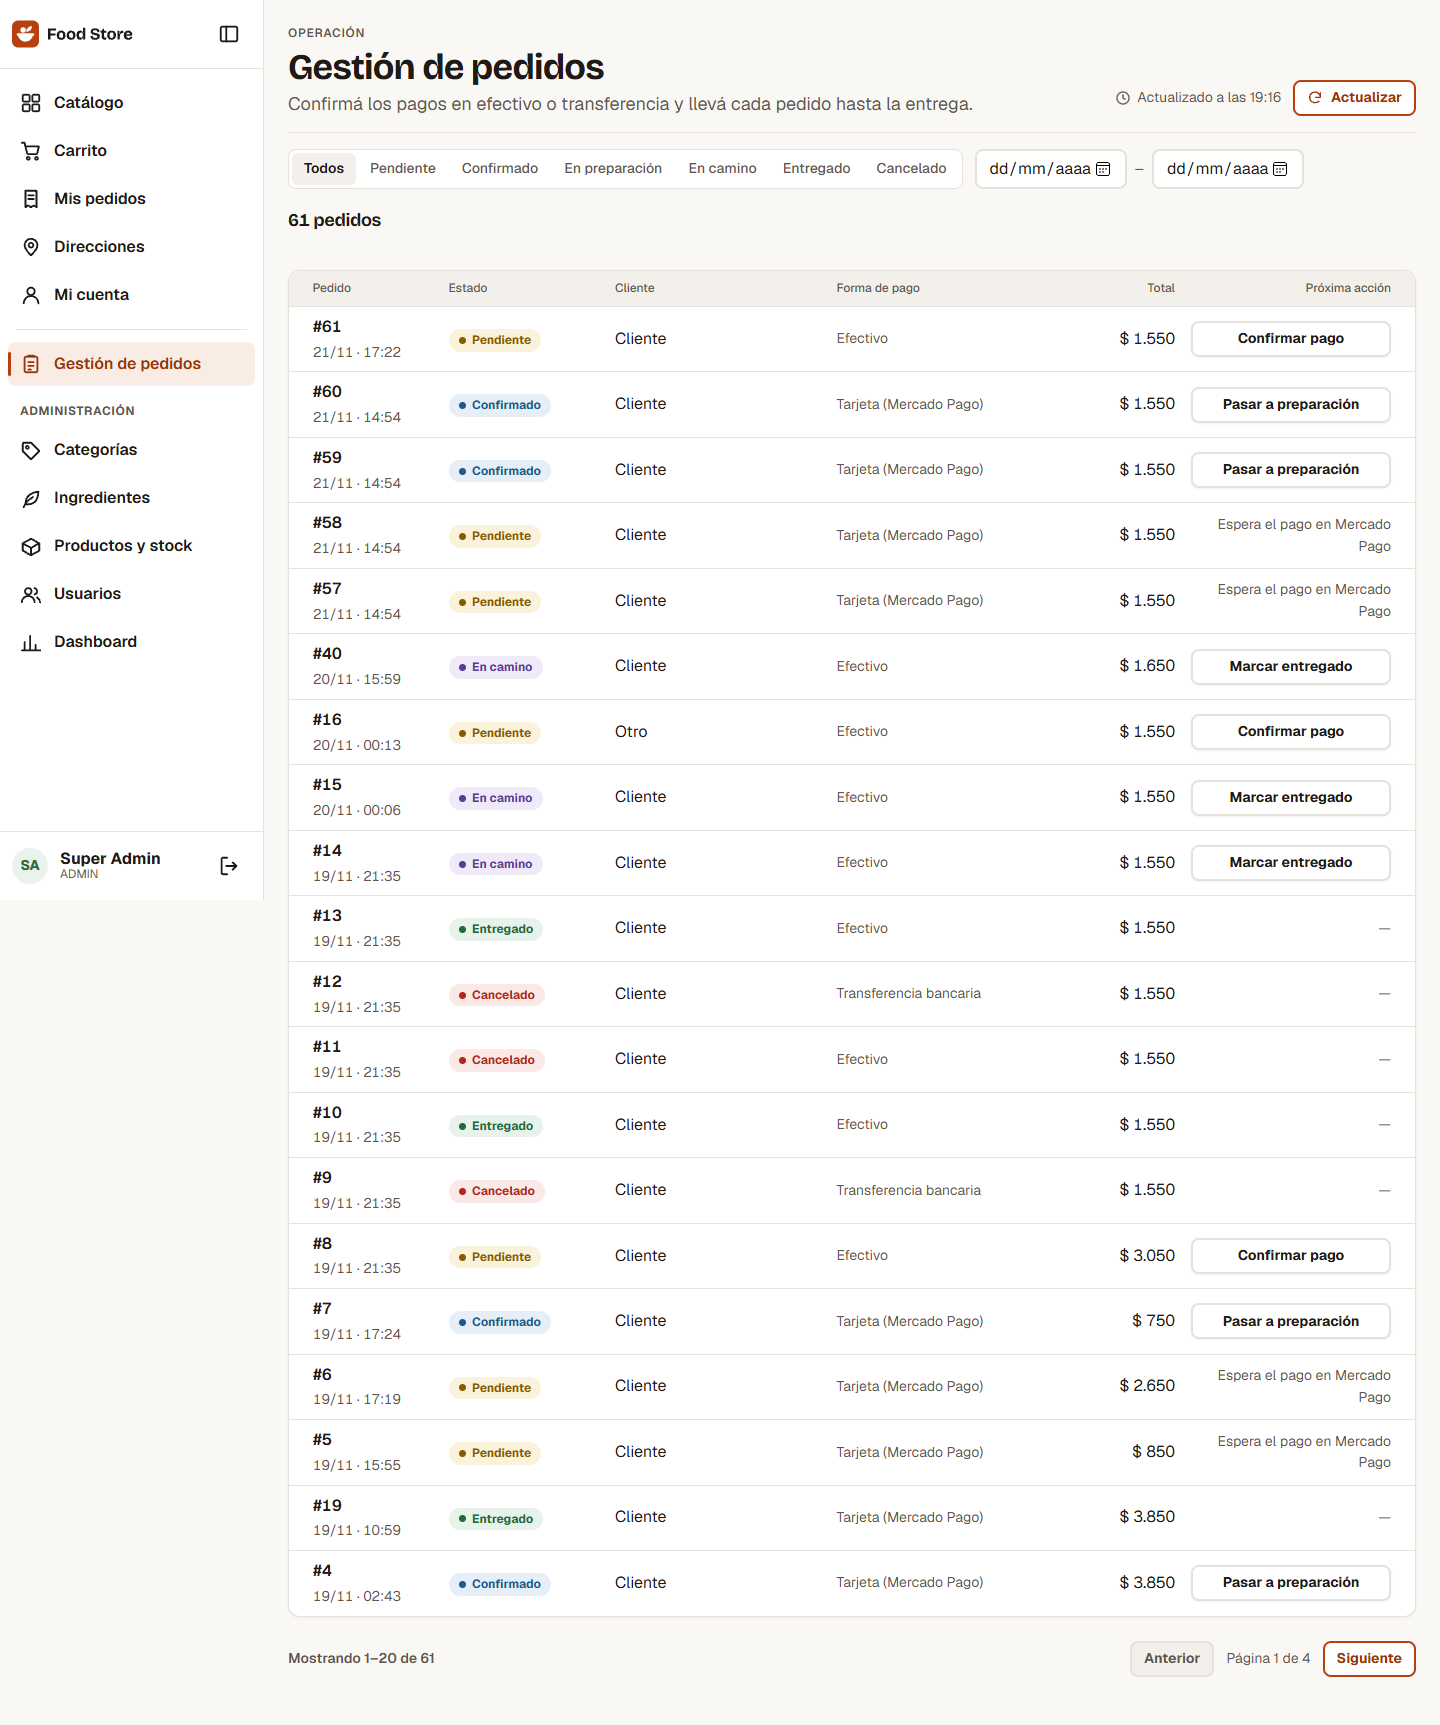 Food Store
Catálogo
Carrito
Mis pedidos
Direcciones
Mi cuenta
Gestión de pedidos
ADMINISTRACIÓN
Categorías
Ingredientes
Productos y stock
Usuarios
Dashboard
SA
Super Admin
ADMIN
OPERACIÓN
Gestión de pedidos
Confirmá los pagos en efectivo o transferencia y llevá cada pedido hasta la entrega.
Actualizado a las 19:16 Actualizar
Todos Pendiente Confirmado En preparación En camino Entregado Cancelado dd/mm/aaaa – dd/mm/aaaa
61 pedidos
Pedido Estado Cliente Forma de pago Total Próxima acción
#61
21/11 · 17:22
Pendiente Cliente Efectivo $ 1.550 Confirmar pago
#60
21/11 · 14:54
Confirmado Cliente Tarjeta (Mercado Pago) $ 1.550 Pasar a preparación
#59
21/11 · 14:54
Confirmado Cliente Tarjeta (Mercado Pago) $ 1.550 Pasar a preparación
#58
21/11 · 14:54
Pendiente Cliente Tarjeta (Mercado Pago) $ 1.550 Espera el pago en Mercado
Pago
#57
21/11 · 14:54
Pendiente Cliente Tarjeta (Mercado Pago) $ 1.550 Espera el pago en Mercado
Pago
#40
20/11 · 15:59
En camino Cliente Efectivo $ 1.650 Marcar entregado
#16
20/11 · 00:13
Pendiente Otro Efectivo $ 1.550 Confirmar pago
#15
20/11 · 00:06
En camino Cliente Efectivo $ 1.550 Marcar entregado
#14
19/11 · 21:35
En camino Cliente Efectivo $ 1.550 Marcar entregado
#13
19/11 · 21:35
Entregado Cliente Efectivo $ 1.550 —
#12
19/11 · 21:35
Cancelado Cliente Transferencia bancaria $ 1.550 —
#11
19/11 · 21:35
Cancelado Cliente Efectivo $ 1.550 —
#10
19/11 · 21:35
Entregado Cliente Efectivo $ 1.550 —
#9
19/11 · 21:35
Cancelado Cliente Transferencia bancaria $ 1.550 —
#8
19/11 · 21:35
Pendiente Cliente Efectivo $ 3.050 Confirmar pago
#7
19/11 · 17:24
Confirmado Cliente Tarjeta (Mercado Pago) $ 750 Pasar a preparación
#6
19/11 · 17:19
Pendiente Cliente Tarjeta (Mercado Pago) $ 2.650 Espera el pago en Mercado
Pago
#5
19/11 · 15:55
Pendiente Cliente Tarjeta (Mercado Pago) $ 850 Espera el pago en Mercado
Pago
#19
19/11 · 10:59
Entregado Cliente Tarjeta (Mercado Pago) $ 3.850 —
#4
19/11 · 02:43
Confirmado Cliente Tarjeta (Mercado Pago) $ 3.850 Pasar a preparación
Mostrando 1–20 de 61 Anterior Página 1 de 4 Siguiente